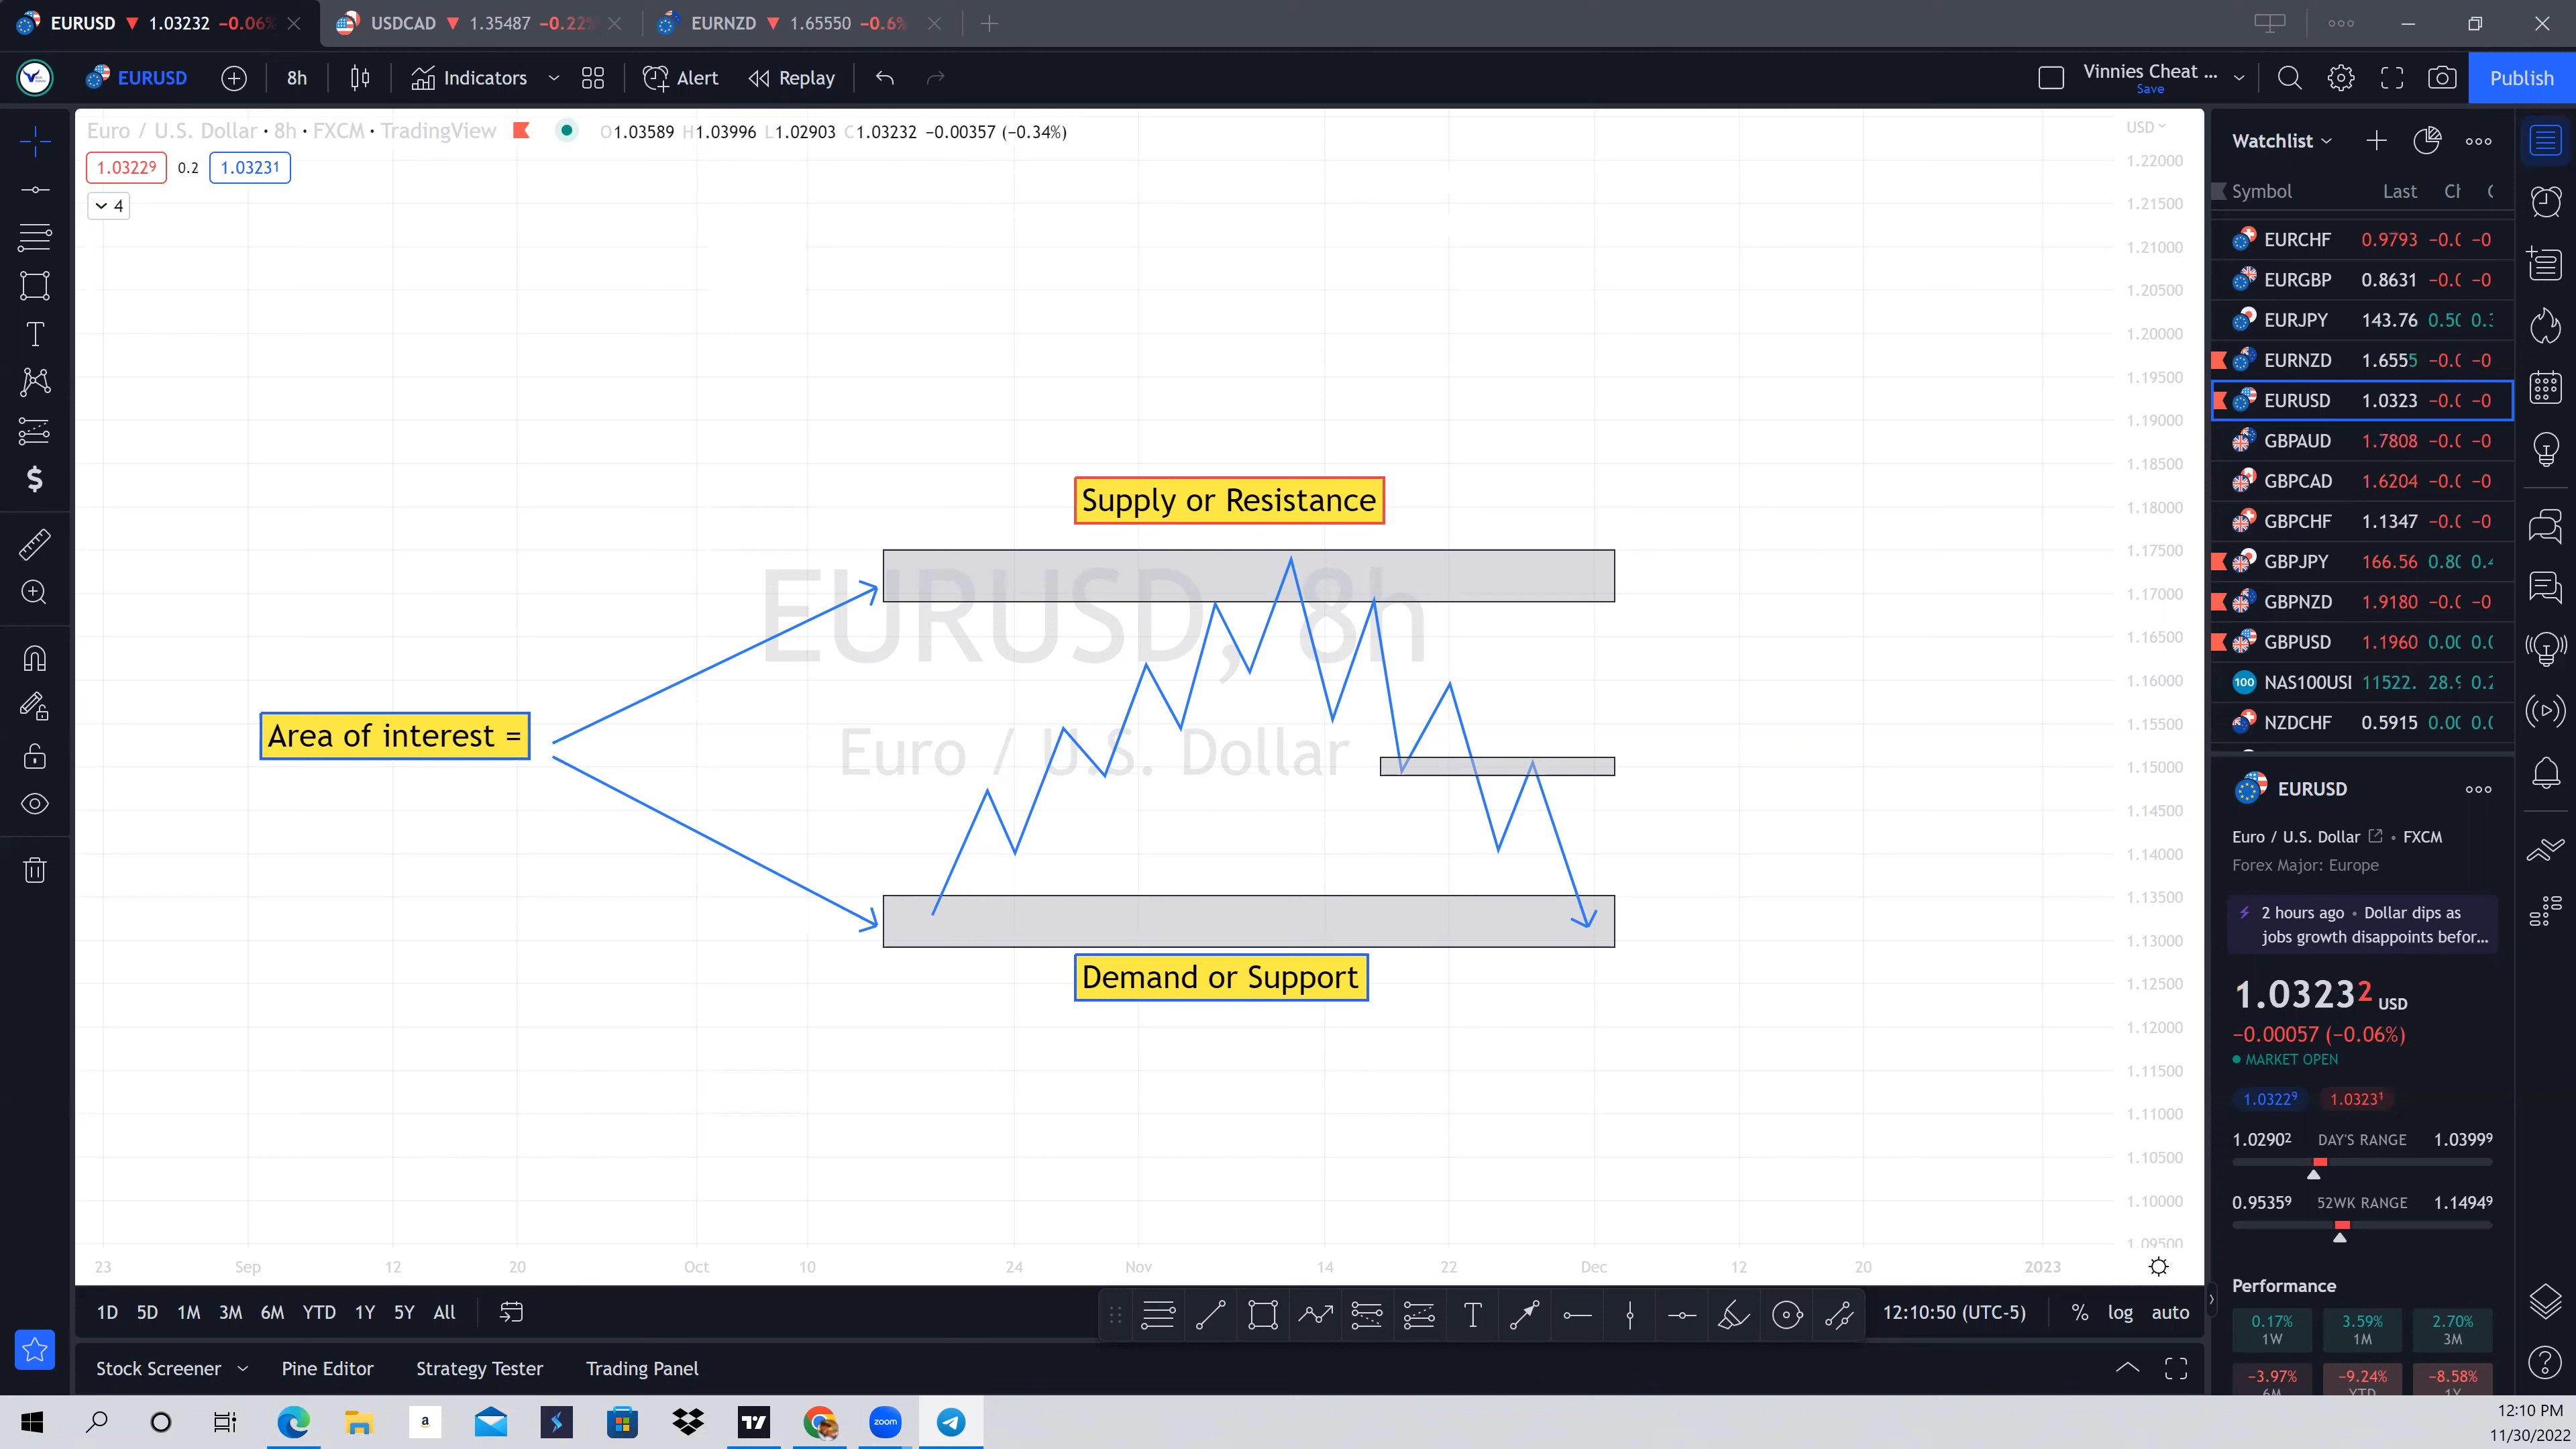 EURUSD ▼ 1.03232 −0.06%
USDCAD ▼ 1.35487 −0.22%
EURNZD ▼ 1.65550 −0.6%
EURUSD 8h Indicators Alert Replay
Vinnies Cheat ...
Save
Publish
Euro / U.S. Dollar · 8h · FXCM · TradingView
O1.03589 H1.03996 L1.02903 C1.03232 −0.00357 (−0.34%)
1.03229 0.2 1.03231
4
Supply or Resistance
EURUSD, 8h
Euro / U.S. Dollar
Area of interest =
Demand or Support
USD
1.22000
1.21500
1.21000
1.20500
1.20000
1.19500
1.19000
1.18500
1.18000
1.17500
1.17000
1.16500
1.16000
1.15500
1.15000
1.14500
1.14000
1.13500
1.13000
1.12500
1.12000
1.11500
1.11000
1.10500
1.10000
1.09500
23 Sep 12 20 Oct 10 24 Nov 14 22 Dec 12 20 2023
1D 5D 1M 3M 6M YTD 1Y 5Y All
12:10:50 (UTC-5) % log auto
Stock Screener Pine Editor Strategy Tester Trading Panel
Watchlist
Symbol Last
EURCHF 0.9793
EURGBP 0.8631
EURJPY 143.76
EURNZD 1.6555
EURUSD 1.0323
GBPAUD 1.7808
GBPCAD 1.6204
GBPCHF 1.1347
GBPJPY 166.56
GBPNZD 1.9180
GBPUSD 1.1960
100 NAS100USI 11522.
NZDCHF 0.5915
EURUSD
Euro / U.S. Dollar • FXCM
Forex Major: Europe
2 hours ago • Dollar dips as
jobs growth disappoints befor...
1.03232 USD
−0.00057 (−0.06%)
MARKET OPEN
1.03229 1.03231
1.02902 DAY'S RANGE 1.03999
0.95359 52WK RANGE 1.14949
Performance
0.17% 3.59% 2.70%
1W 1M 3M
−3.97% −9.24% −8.58%
6M YTD 1Y
a
zoom
12:10 PM
11/30/2022